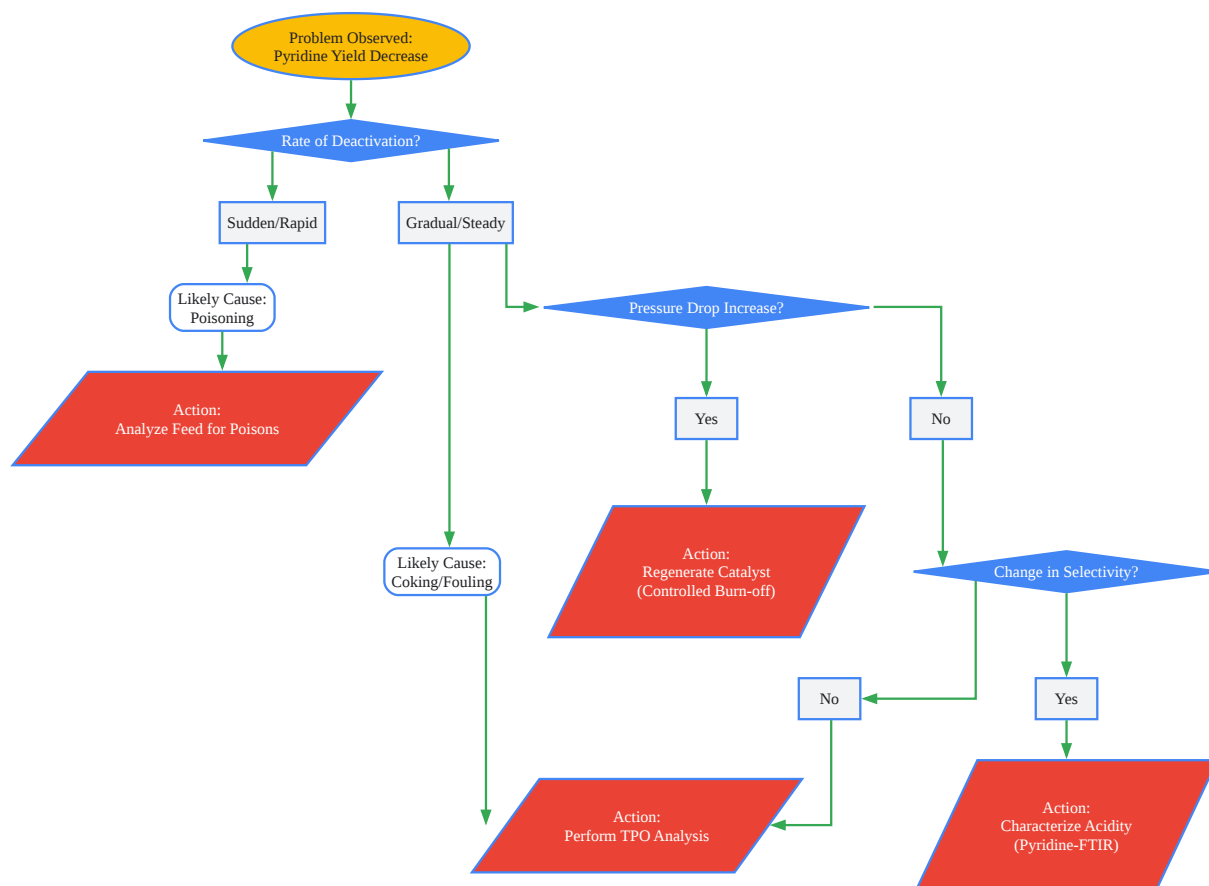 Problem Observed:
Pyridine Yield Decrease
Rate of Deactivation?
Sudden/Rapid
Gradual/Steady
Likely Cause:
Poisoning
Pressure Drop Increase?
Action:
Analyze Feed for Poisons
Yes
No
Likely Cause:
Coking/Fouling
Action:
Regenerate Catalyst
(Controlled Burn-off)
Change in Selectivity?
No
Yes
Action:
Perform TPO Analysis
Action:
Characterize Acidity
(Pyridine-FTIR)